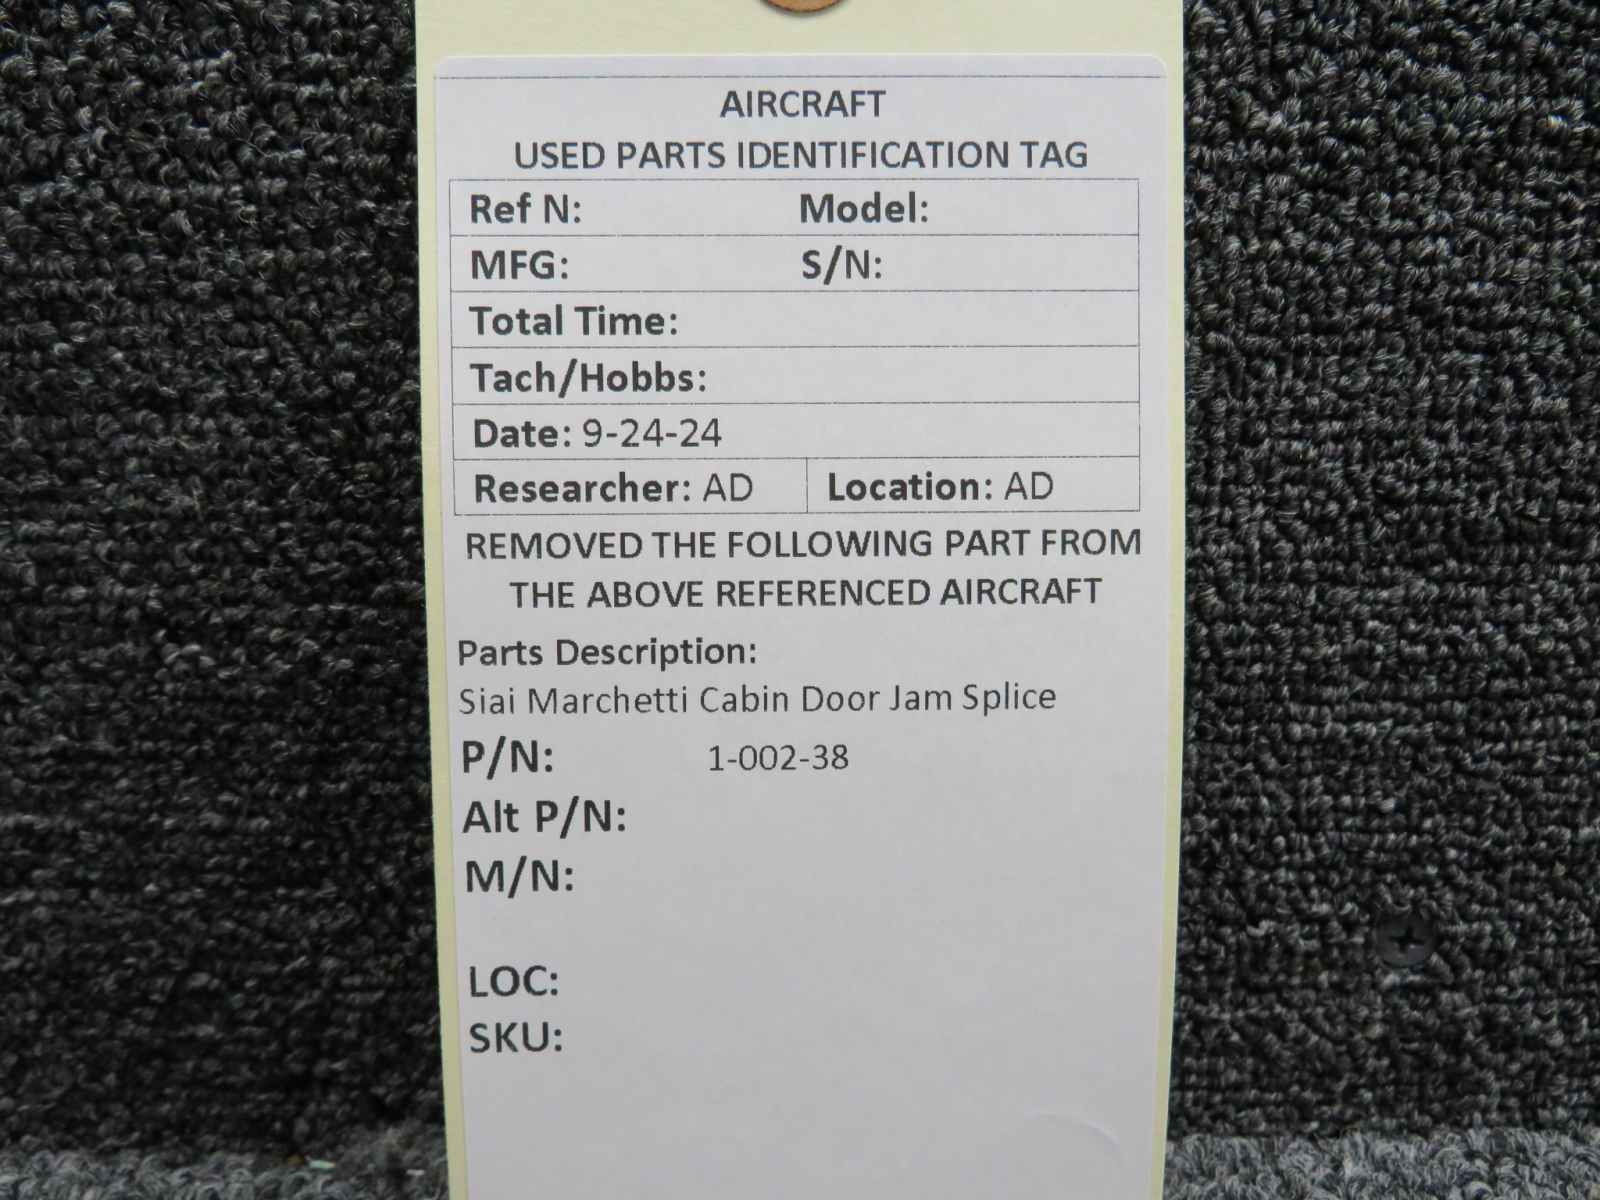 AIRCRAFT
USED PARTS IDENTIFICATION TAG
Ref N: Model:
MFG: S/N:
Total Time:
Tach/Hobbs:
Date: 9-24-24
Researcher: AD Location: AD
REMOVED THE FOLLOWING PART FROM
THE ABOVE REFERENCED AIRCRAFT
Parts Description:
Siai Marchetti Cabin Door Jam Splice
P/N: 1-002-38
Alt P/N:
M/N:
LOC:
SKU: